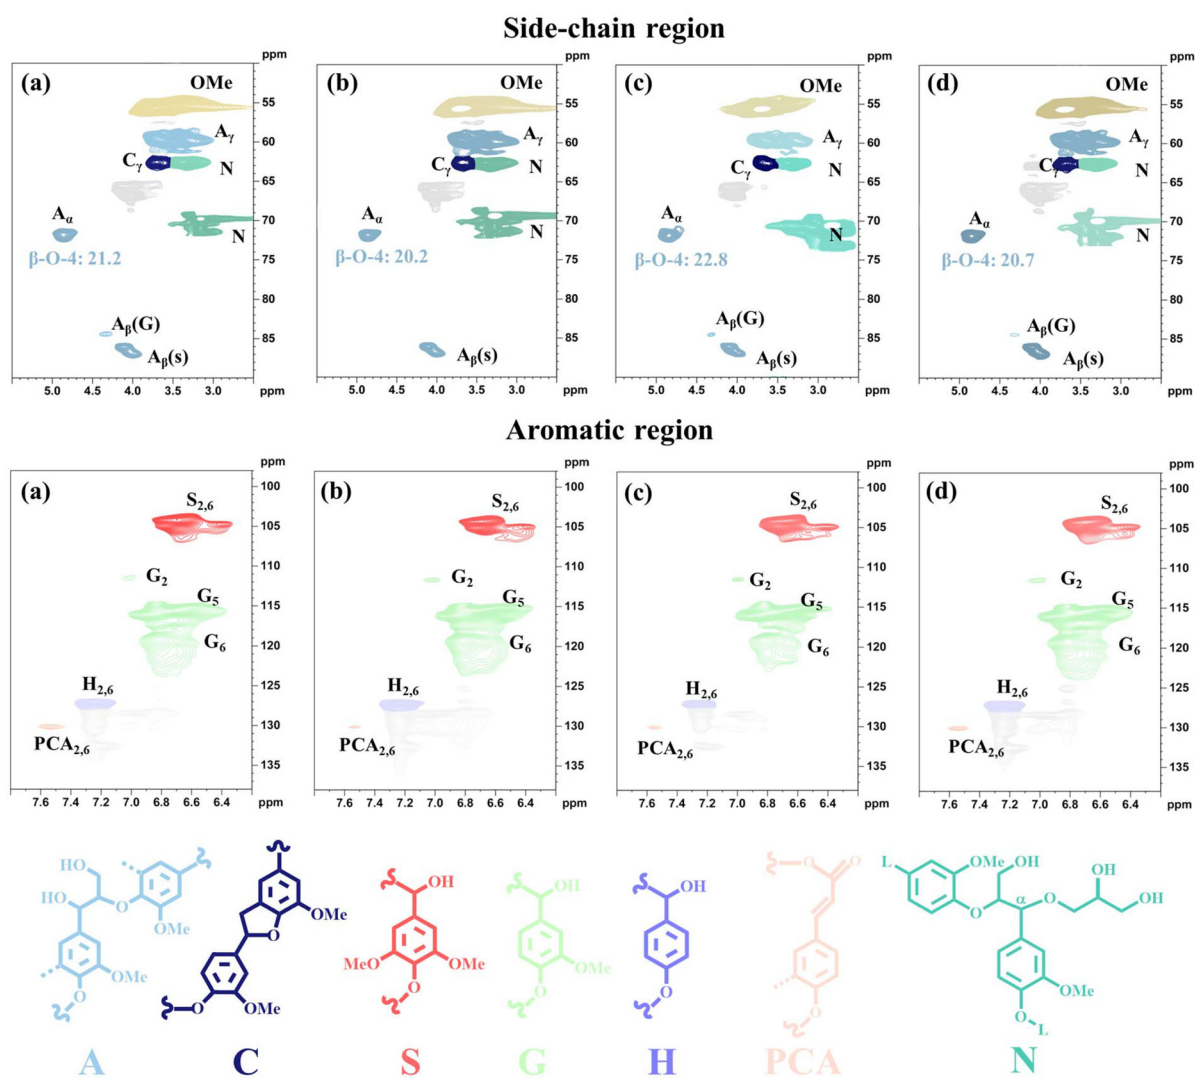 Side-chain region
(a)
OMe
ppm
55
60
65
70
75
80
85
Aγ
Cγ
N
Aα
N
β-O-4: 21.2
Aβ(G)
Aβ(s)
5.0 4.5 4.0 3.5 3.0 ppm
(b)
OMe
ppm
55
60
65
70
75
80
85
Aγ
Cγ
N
Aα
N
β-O-4: 20.2
Aβ(s)
5.0 4.5 4.0 3.5 3.0 ppm
(c)
OMe
ppm
55
60
65
70
75
80
85
Aγ
Cγ
N
Aα
N
β-O-4: 22.8
Aβ(G)
Aβ(s)
5.0 4.5 4.0 3.5 3.0 ppm
(d)
OMe
ppm
55
60
65
70
75
80
85
Aγ
Cγ
N
Aα
N
β-O-4: 20.7
Aβ(G)
Aβ(s)
5.0 4.5 4.0 3.5 3.0 ppm
Aromatic region
(a)
ppm
100
105
110
115
120
125
130
135
S2,6
G2
G5
G6
H2,6
PCA2,6
7.6 7.4 7.2 7.0 6.8 6.6 6.4 ppm
(b)
ppm
100
105
110
115
120
125
130
135
S2,6
G2
G5
G6
H2,6
PCA2,6
7.6 7.4 7.2 7.0 6.8 6.6 6.4 ppm
(c)
ppm
100
105
110
115
120
125
130
135
S2,6
G2
G5
G6
H2,6
PCA2,6
7.6 7.4 7.2 7.0 6.8 6.6 6.4 ppm
(d)
ppm
100
105
110
115
120
125
130
135
S2,6
G2
G5
G6
H2,6
PCA2,6
7.6 7.4 7.2 7.0 6.8 6.6 6.4 ppm
HO
HO
O
OMe
OMe
O
A
OMe
O
O
OMe
C
OH
MeO
OMe
O
S
OH
OMe
O
G
OH
O
H
O
O
O
PCA
L
OMe
OH
O
α
O
OH
OH
OMe
O
L
N